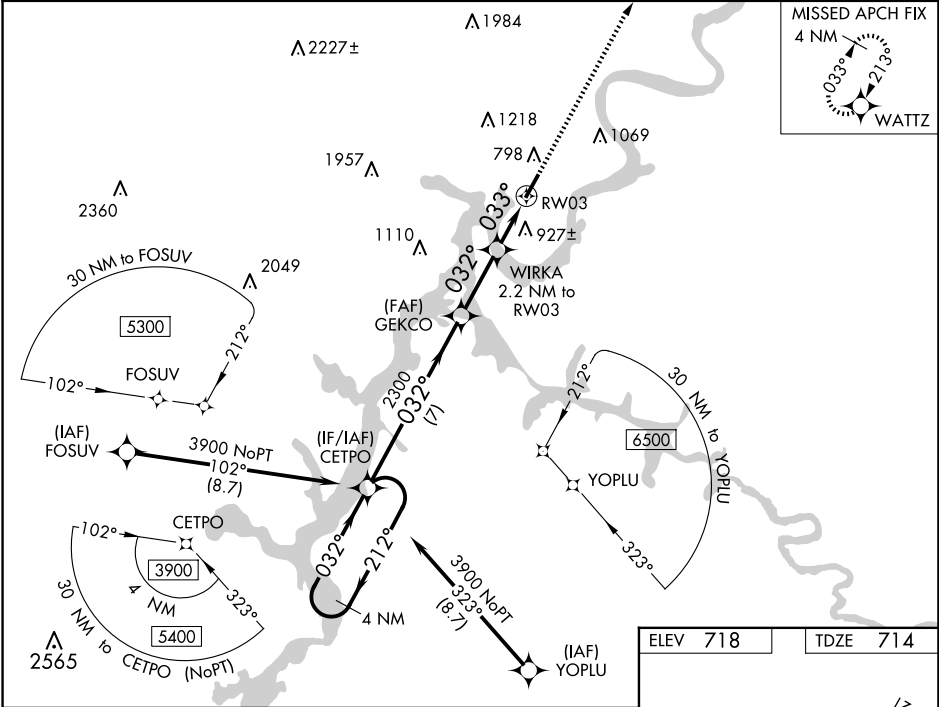 1984
2227±
MISSED APCH FIX
4 NM
033°
213°
WATTZ
1218
1069
798
1957
033°
RW03
2360
1110
927±
032°
WIRKA
2.2 NM to
RW03
30 NM to FOSUV
2049
(FAF)
GEKCO
5300
212°
FOSUV
102°
2300
032°
(7)
212°
30 NM to YOPLU
6500
YOPLU
323°
(IAF)
FOSUV
3900 NoPT
102°
(8.7)
(IF/IAF)
CETPO
102°
CETPO
3900
4 NM
323°
5400
30 NM to CETPO (NoPT)
2565
032°
212°
4 NM
3900 NoPT
323°
(8.7)
(IAF)
YOPLU
ELEV 718
TDZE 714